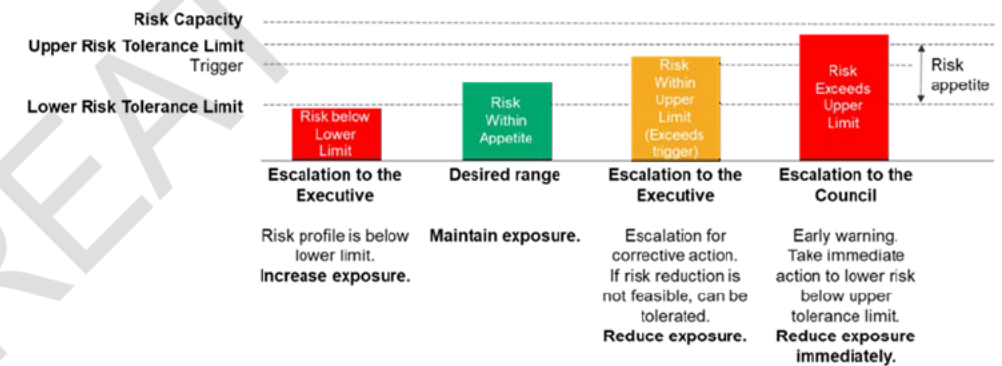 Risk Capacity
Upper Risk Tolerance Limit
Trigger
Lower Risk Tolerance Limit
Risk below
Lower
Limit
Risk
Within
Appetite
Risk
Within
Upper
Limit
(Exceeds
trigger)
Risk
Exceeds
Upper
Limit
Risk
appetite
Escalation to the
Executive
Desired range
Escalation to the
Executive
Escalation to the
Council
Risk profile is below
lower limit.
Increase exposure.
Maintain exposure.
Escalation for
corrective action.
If risk reduction is
not feasible, can be
tolerated.
Reduce exposure.
Early warning.
Take immediate
action to lower risk
below upper
tolerance limit.
Reduce exposure
immediately.